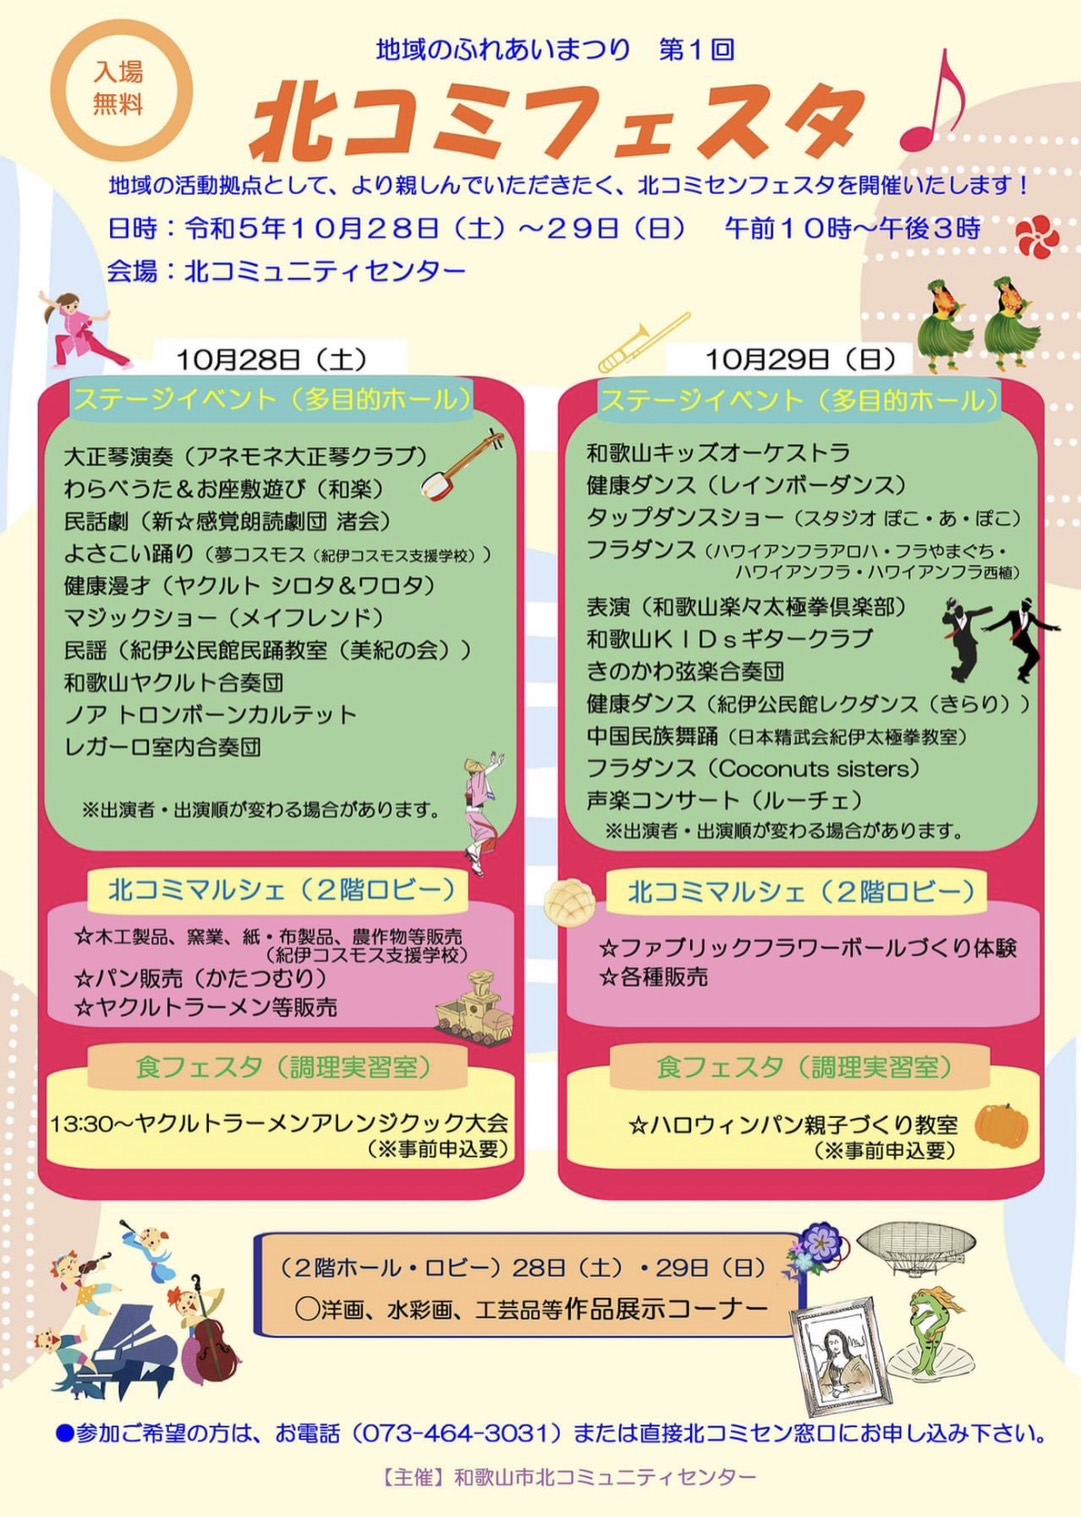 入場
無料
地域のふれあいまつり 第１回
北コミフェスタ
地域の活動拠点として、より親しんでいただきたく、北コミセンフェスタを開催いたします！
日時：令和５年１０月２８日（土）～２９日（日） 午前１０時～午後３時
会場：北コミュニティセンター
10月28日（土）
ステージイベント（多目的ホール）
大正琴演奏（アネモネ大正琴クラブ）
わらべうた＆お座敷遊び（和楽）
民話劇（新☆感覚朗読劇団 渚会）
よさこい踊り（夢コスモス（紀伊コスモス支援学校））
健康漫才（ヤクルト シロタ＆ワロタ）
マジックショー（メイフレンド）
民謡（紀伊公民館民踊教室（美紀の会））
和歌山ヤクルト合奏団
ノア トロンボーンカルテット
レガーロ室内合奏団
※出演者・出演順が変わる場合があります。
北コミマルシェ（２階ロビー）
☆木工製品、窯業、紙・布製品、農作物等販売
（紀伊コスモス支援学校）
☆パン販売（かたつむり）
☆ヤクルトラーメン等販売
食フェスタ（調理実習室）
13:30～ヤクルトラーメンアレンジクック大会
（※事前申込要）
10月29日（日）
ステージイベント（多目的ホール）
和歌山キッズオーケストラ
健康ダンス（レインボーダンス）
タップダンスショー（スタジオ ぽこ・あ・ぽこ）
フラダンス（ハワイアンフラアロハ・フラやまぐち・
ハワイアンフラ・ハワイアンフラ西植）
表演（和歌山楽々太極拳倶楽部）
和歌山ＫＩＤｓギタークラブ
きのかわ弦楽合奏団
健康ダンス（紀伊公民館レクダンス（きらり））
中国民族舞踊（日本精武会紀伊太極拳教室）
フラダンス（Coconuts sisters）
声楽コンサート（ルーチェ）
※出演者・出演順が変わる場合があります。
北コミマルシェ（２階ロビー）
☆ファブリックフラワーボールづくり体験
☆各種販売
食フェスタ（調理実習室）
☆ハロウィンパン親子づくり教室
（※事前申込要）
（２階ホール・ロビー）28日（土）・29日（日）
〇洋画、水彩画、工芸品等作品展示コーナー
●参加ご希望の方は、お電話（073-464-3031）または直接北コミセン窓口にお申し込み下さい。
【主催】和歌山市北コミュニティセンター